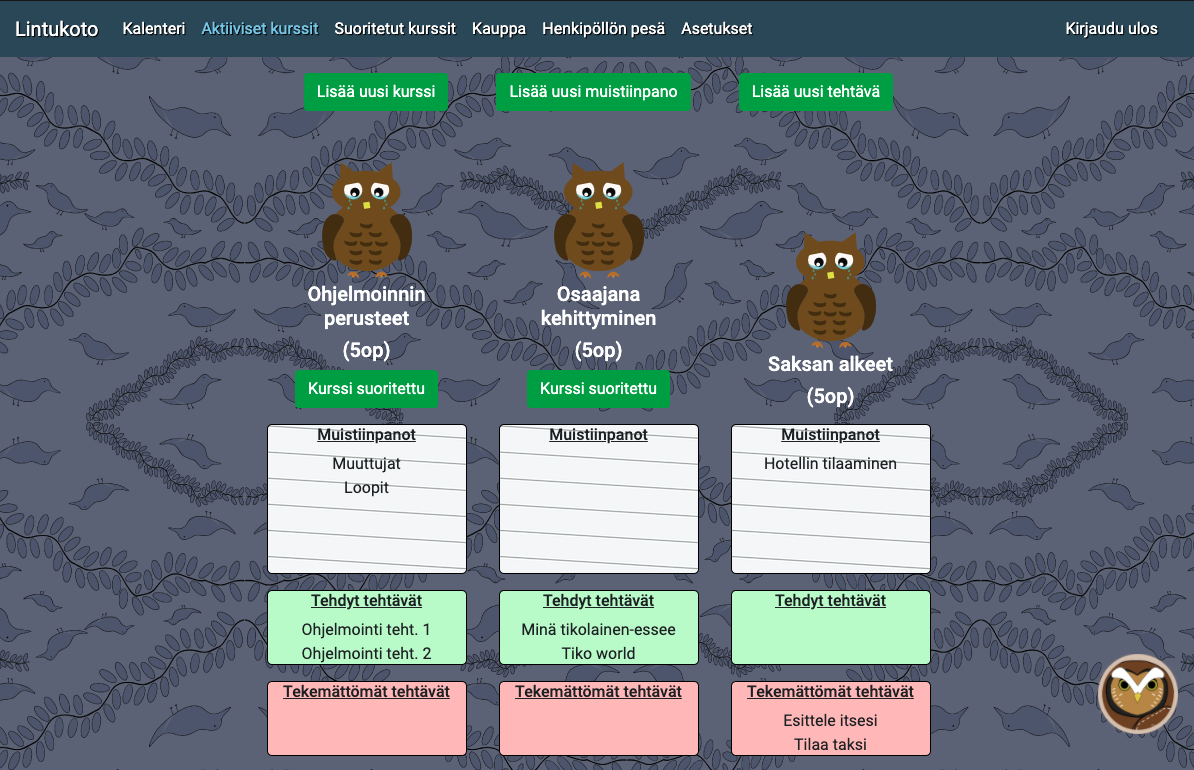 Lintukoto Kalenteri Aktiiviset kurssit Suoritetut kurssit Kauppa Henkipöllön pesä Asetukset Kirjaudu ulos
Lisää uusi kurssi
Lisää uusi muistiinpano
Lisää uusi tehtävä
Ohjelmoinnin
perusteet
(5op)
Kurssi suoritettu
Muistiinpanot
Muuttujat
Loopit
Tehdyt tehtävät
Ohjelmointi teht. 1
Ohjelmointi teht. 2
Tekemättömät tehtävät
Osaajana
kehittyminen
(5op)
Kurssi suoritettu
Muistiinpanot
Tehdyt tehtävät
Minä tikolainen-essee
Tiko world
Tekemättömät tehtävät
Saksan alkeet
(5op)
Muistiinpanot
Hotellin tilaaminen
Tehdyt tehtävät
Tekemättömät tehtävät
Esittele itsesi
Tilaa taksi